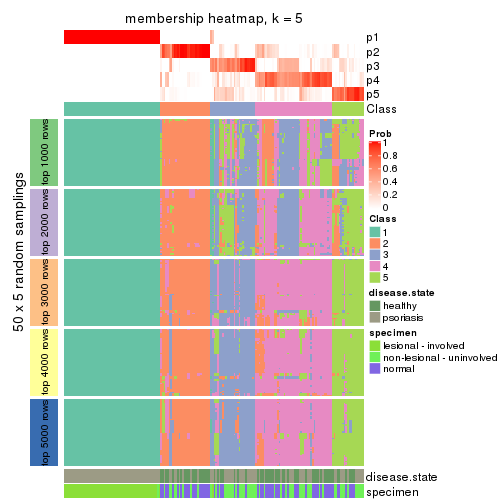 membership heatmap, k = 5
p1
p2
p3
p4
p5
Class
50 x 5 random samplings
top 1000 rows
top 2000 rows
top 3000 rows
top 4000 rows
top 5000 rows
disease.state
specimen
Prob
1
0.8
0.6
0.4
0.2
0
Class
1
2
3
4
5
disease.state
healthy
psoriasis
specimen
lesional - involved
non-lesional - uninvolved
normal